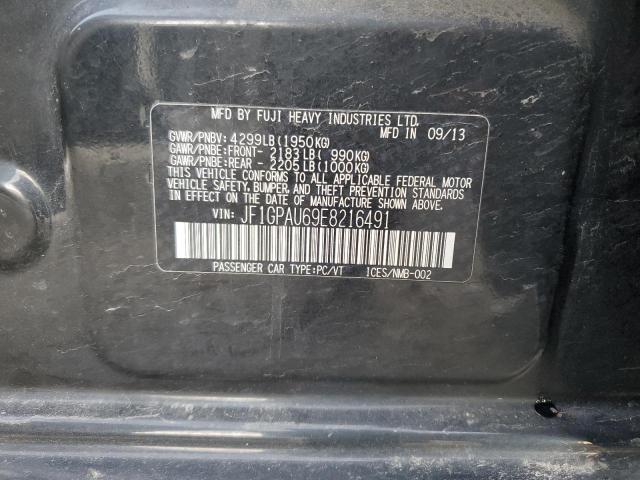 MFD BY FUJI HEAVY INDUSTRIES LTD.
GVWR/PNBV: 4299LB(1950KG) MFD IN 09/13
GAWR/PNBE:FRONT- 2183LB( 990KG)
GAWR/PNBE:REAR - 2205LB(1000KG)
THIS VEHICLE CONFORMS TO ALL APPLICABLE FEDERAL MOTOR
VEHICLE SAFETY, BUMPER, AND THEFT PREVENTION STANDARDS
IN EFFECT ON THE DATE OF MANUFACTURE SHOWN ABOVE.
VIN: JF1GPAU69E8216491
PASSENGER CAR TYPE:PC/VT ICES/NMB-002